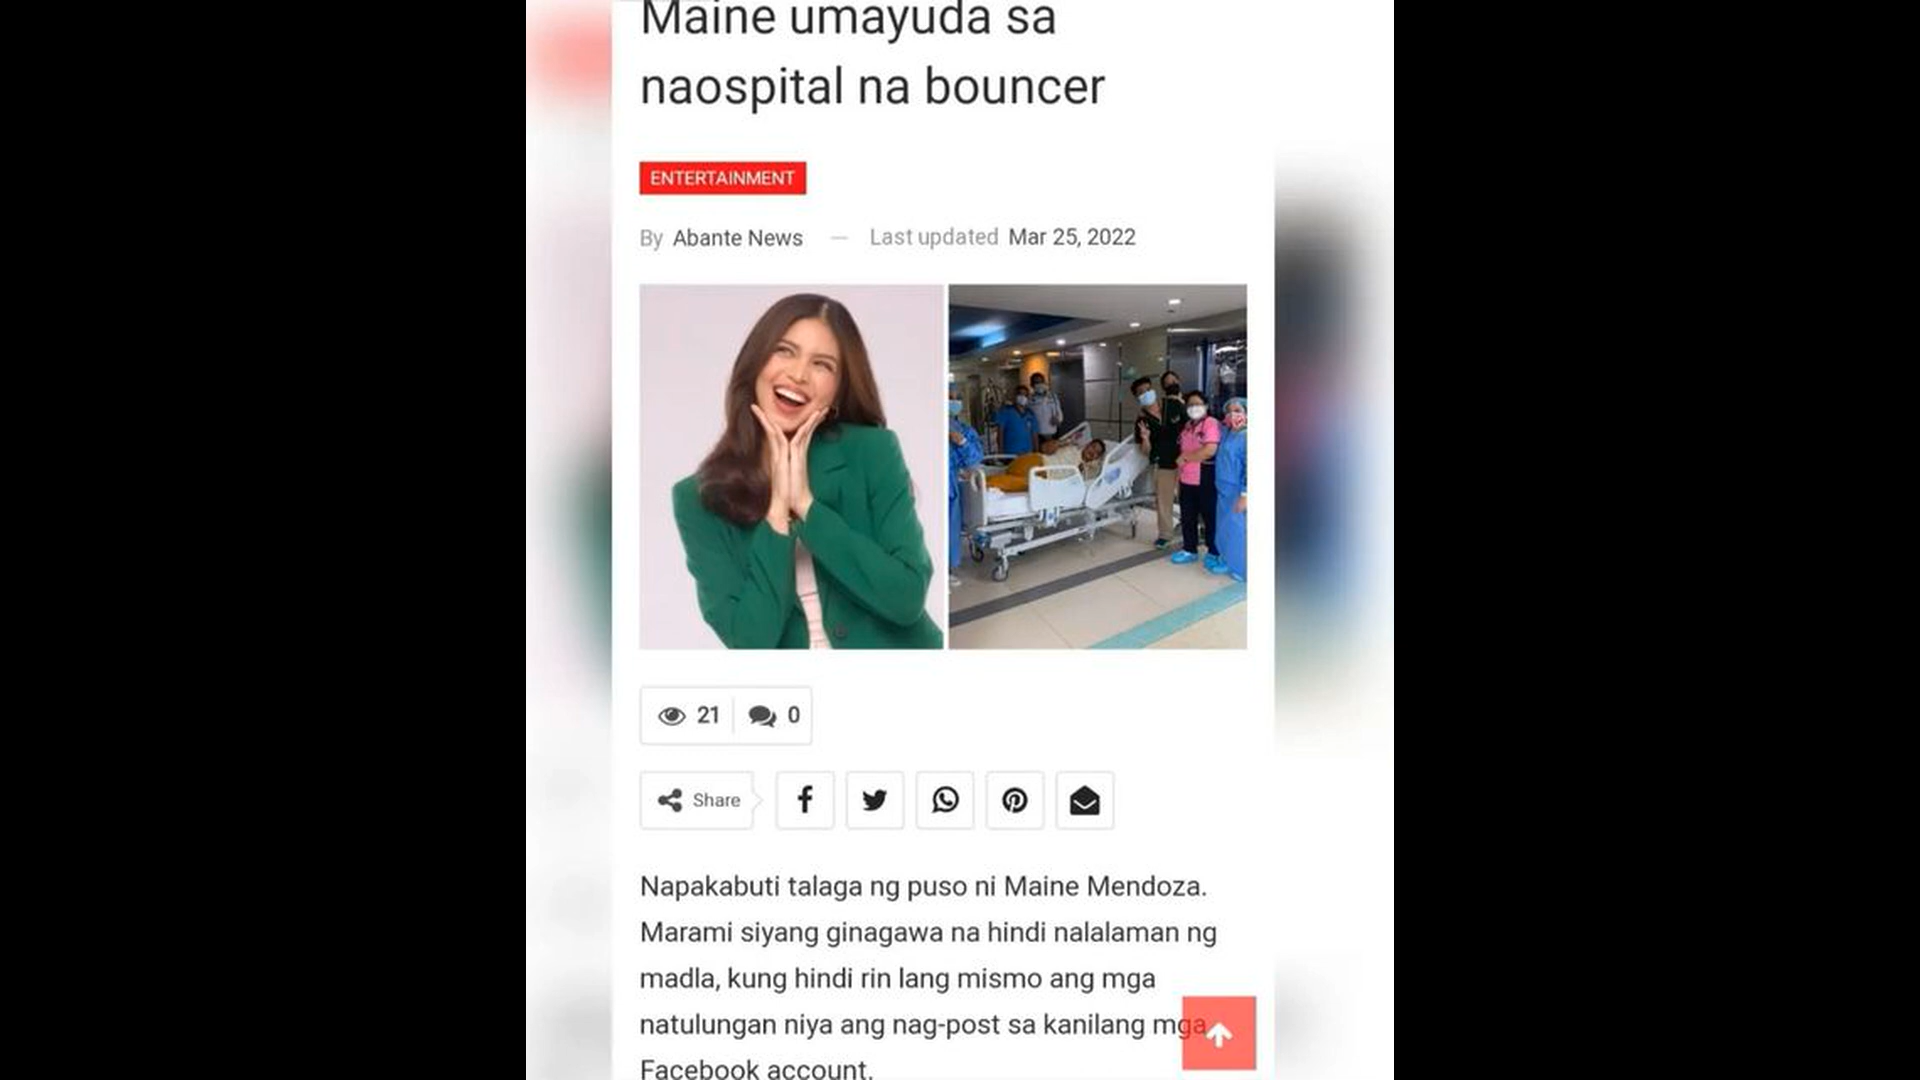 Maine umayuda sa
naospital na bouncer
ENTERTAINMENT
By Abante News — Last updated Mar 25, 2022
21 0
Share
Napakabuti talaga ng puso ni Maine Mendoza.
Marami siyang ginagawa na hindi nalalaman ng
madla, kung hindi rin lang mismo ang mga
natulungan niya ang nag-post sa kanilang mga
Facebook account.